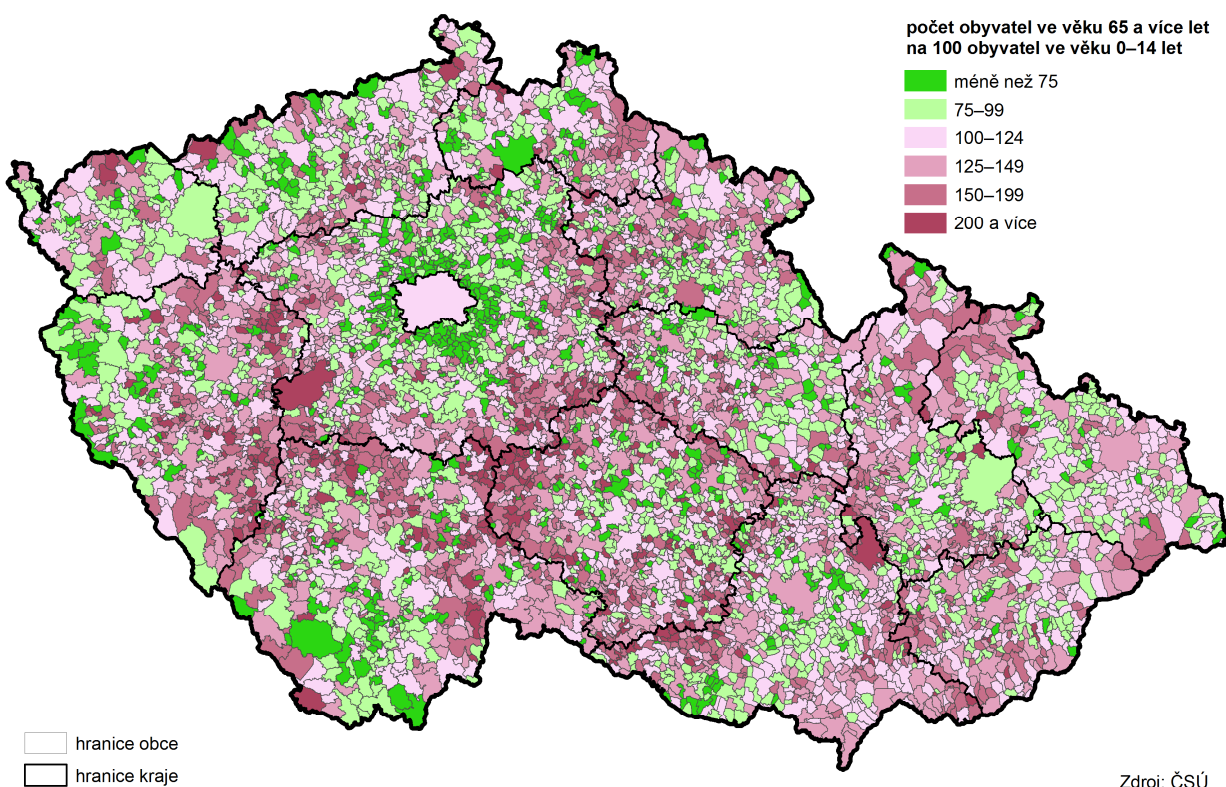 počet obyvatel ve věku 65 a více let
na 100 obyvatel ve věku 0–14 let
méně než 75
75–99
100–124
125–149
150–199
200 a více
hranice obce
hranice kraje
Zdroj: ČSÚ